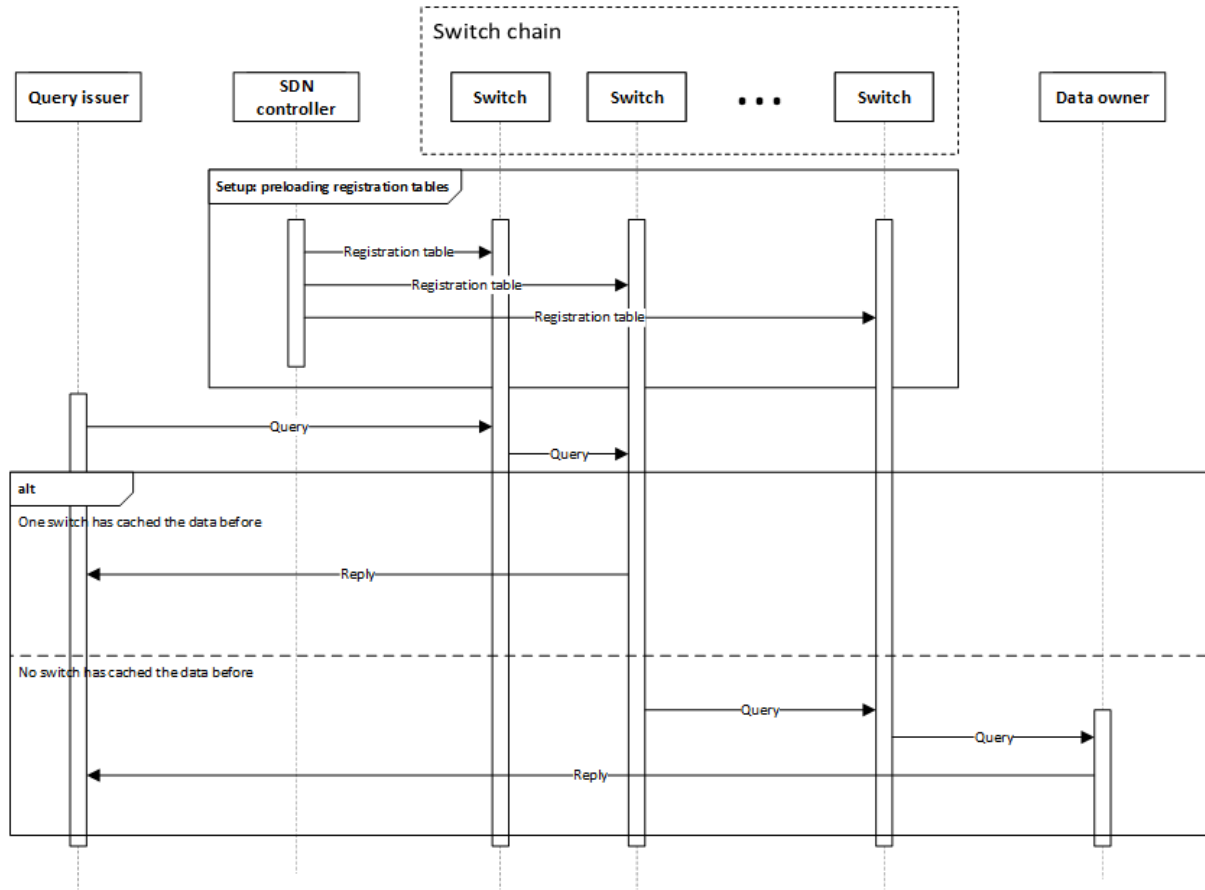 Switch chain
Query issuer
SDN
controller
Switch
Switch
...
Switch
Data owner
Setup: preloading registration tables
Registration table
Registration table
Registration table
Query
Query
alt
One switch has cached the data before
Reply
No switch has cached the data before
Query
Query
Reply